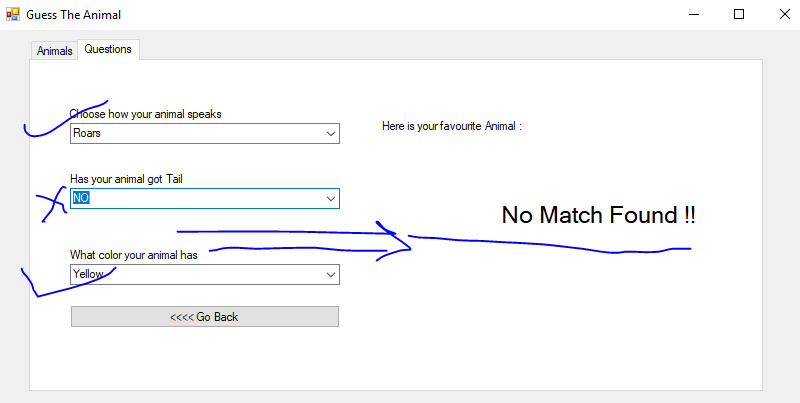 Guess The Animal
Animals
Questions
Choose how your animal speaks
Roars
Here is your favourite Animal :
Has your animal got Tail
NO
No Match Found !!
What color your animal has
Yellow
<<<< Go Back